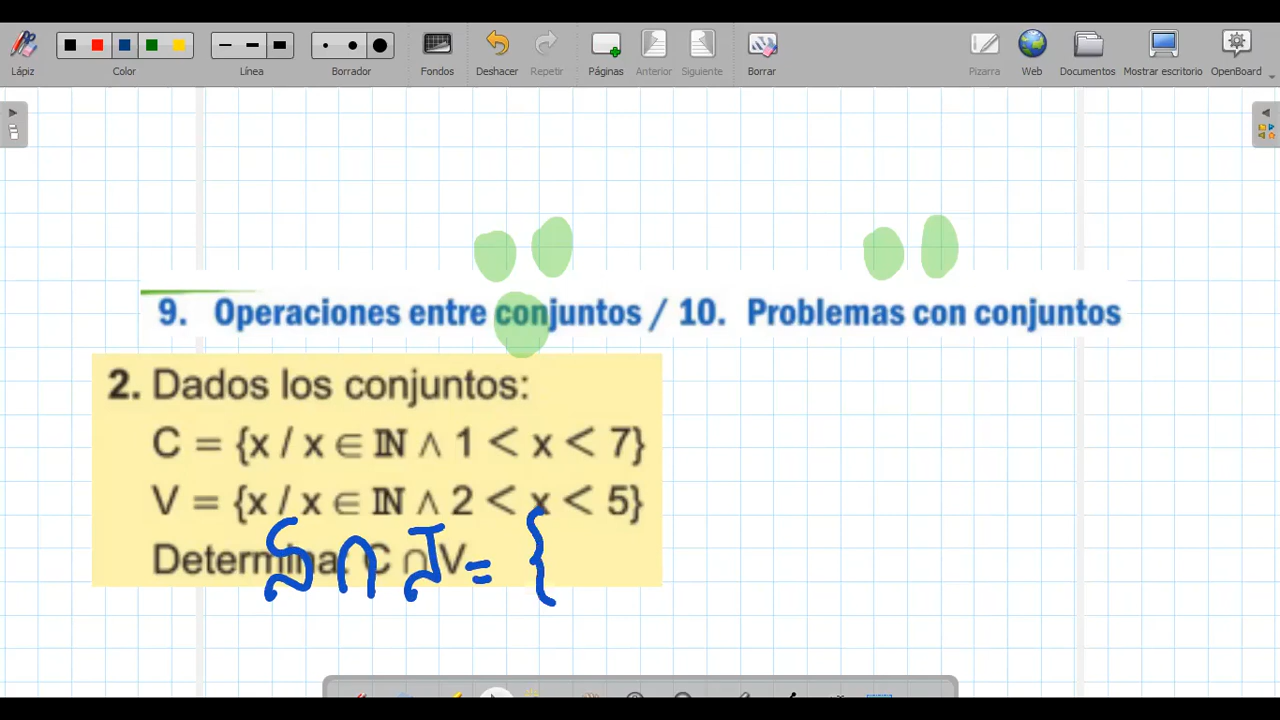 Lápiz Color Línea Borrador Fondos Deshacer Repetir Páginas Anterior Siguiente Borrar Pizarra Web Documentos Mostrar escritorio OpenBoard
9. Operaciones entre conjuntos / 10. Problemas con conjuntos
2. Dados los conjuntos:
C = {x / x ∈ ℕ ∧ 1 < x < 7}
V = {x / x ∈ ℕ ∧ 2 < x < 5}
Determina: C ∩ V
S ∩ J = {